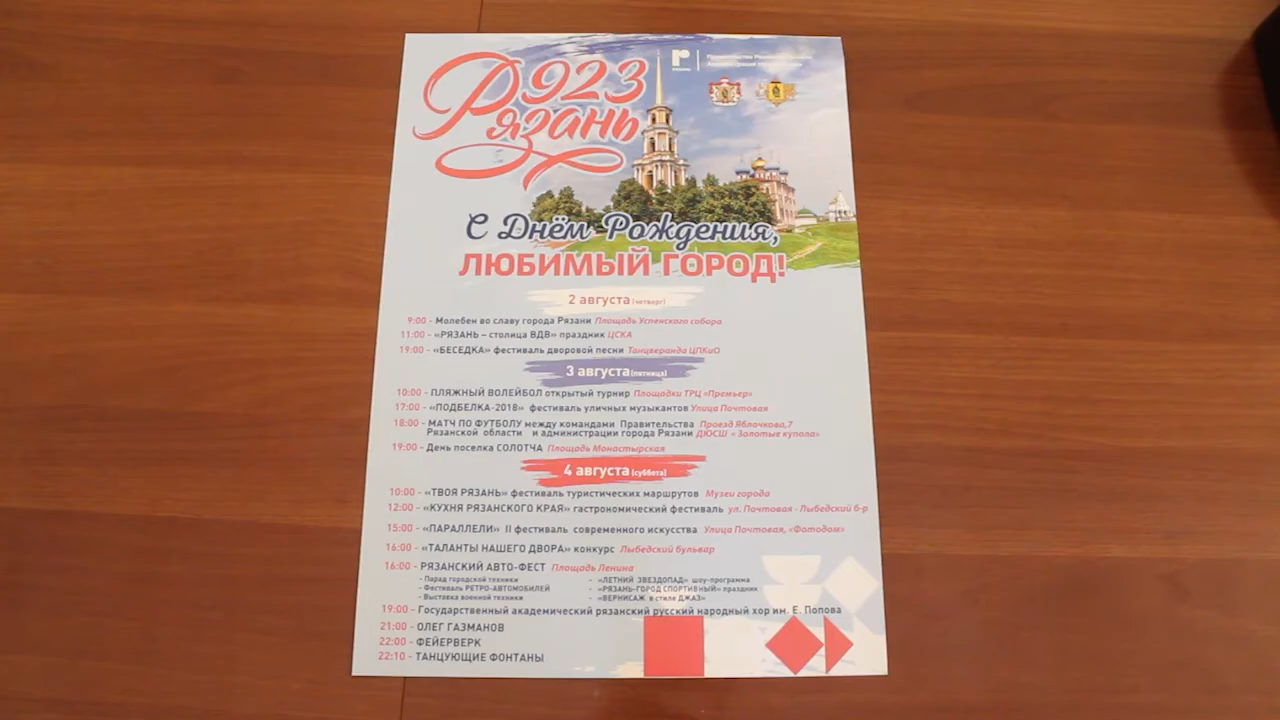 923
Рязань
С Днём Рождения,
ЛЮБИМЫЙ ГОРОД!
2 августа (четверг)
9:00 - Молебен во славу города Рязани Площадь Успенского собора
11:00 - «РЯЗАНЬ – столица ВДВ» праздник ЦСКА
19:00 - «БЕСЕДКА» фестиваль дворовой песни Танцверанда ЦПКиО
3 августа (пятница)
10:00 - ПЛЯЖНЫЙ ВОЛЕЙБОЛ открытый турнир Площадки ТРЦ «Премьер»
17:00 - «ПОДБЕЛКА-2018» фестиваль уличных музыкантов Улица Почтовая
18:00 - МАТЧ ПО ФУТБОЛУ между командами Правительства Проезд Яблочкова,7
Рязанской области и администрации города Рязани ДЮСШ « Золотые купола»
19:00 - День поселка СОЛОТЧА Площадь Монастырская
4 августа (суббота)
10:00 - «ТВОЯ РЯЗАНЬ» фестиваль туристических маршрутов Музеи города
12:00 - «КУХНЯ РЯЗАНСКОГО КРАЯ» гастрономический фестиваль ул. Почтовая - Лыбедский б-р
15:00 - «ПАРАЛЛЕЛИ» II фестиваль современного искусства Улица Почтовая, «Фотодом»
16:00 - «ТАЛАНТЫ НАШЕГО ДВОРА» конкурс Лыбедский бульвар
16:00 - РЯЗАНСКИЙ АВТО-ФЕСТ Площадь Ленина
- Парад городской техники - «ЛЕТНИЙ ЗВЕЗДОПАД» шоу-программа
- Фестиваль РЕТРО-АВТОМОБИЛЕЙ - «РЯЗАНЬ-ГОРОД СПОРТИВНЫЙ» праздник
- Выставка военной техники - «ВЕРНИСАЖ в стиле ДЖАЗ»
19:00 - Государственный академический рязанский русский народный хор им. Е. Попова
21:00 - ОЛЕГ ГАЗМАНОВ
22:00 - ФЕЙЕРВЕРК
22:10 - ТАНЦУЮЩИЕ ФОНТАНЫ